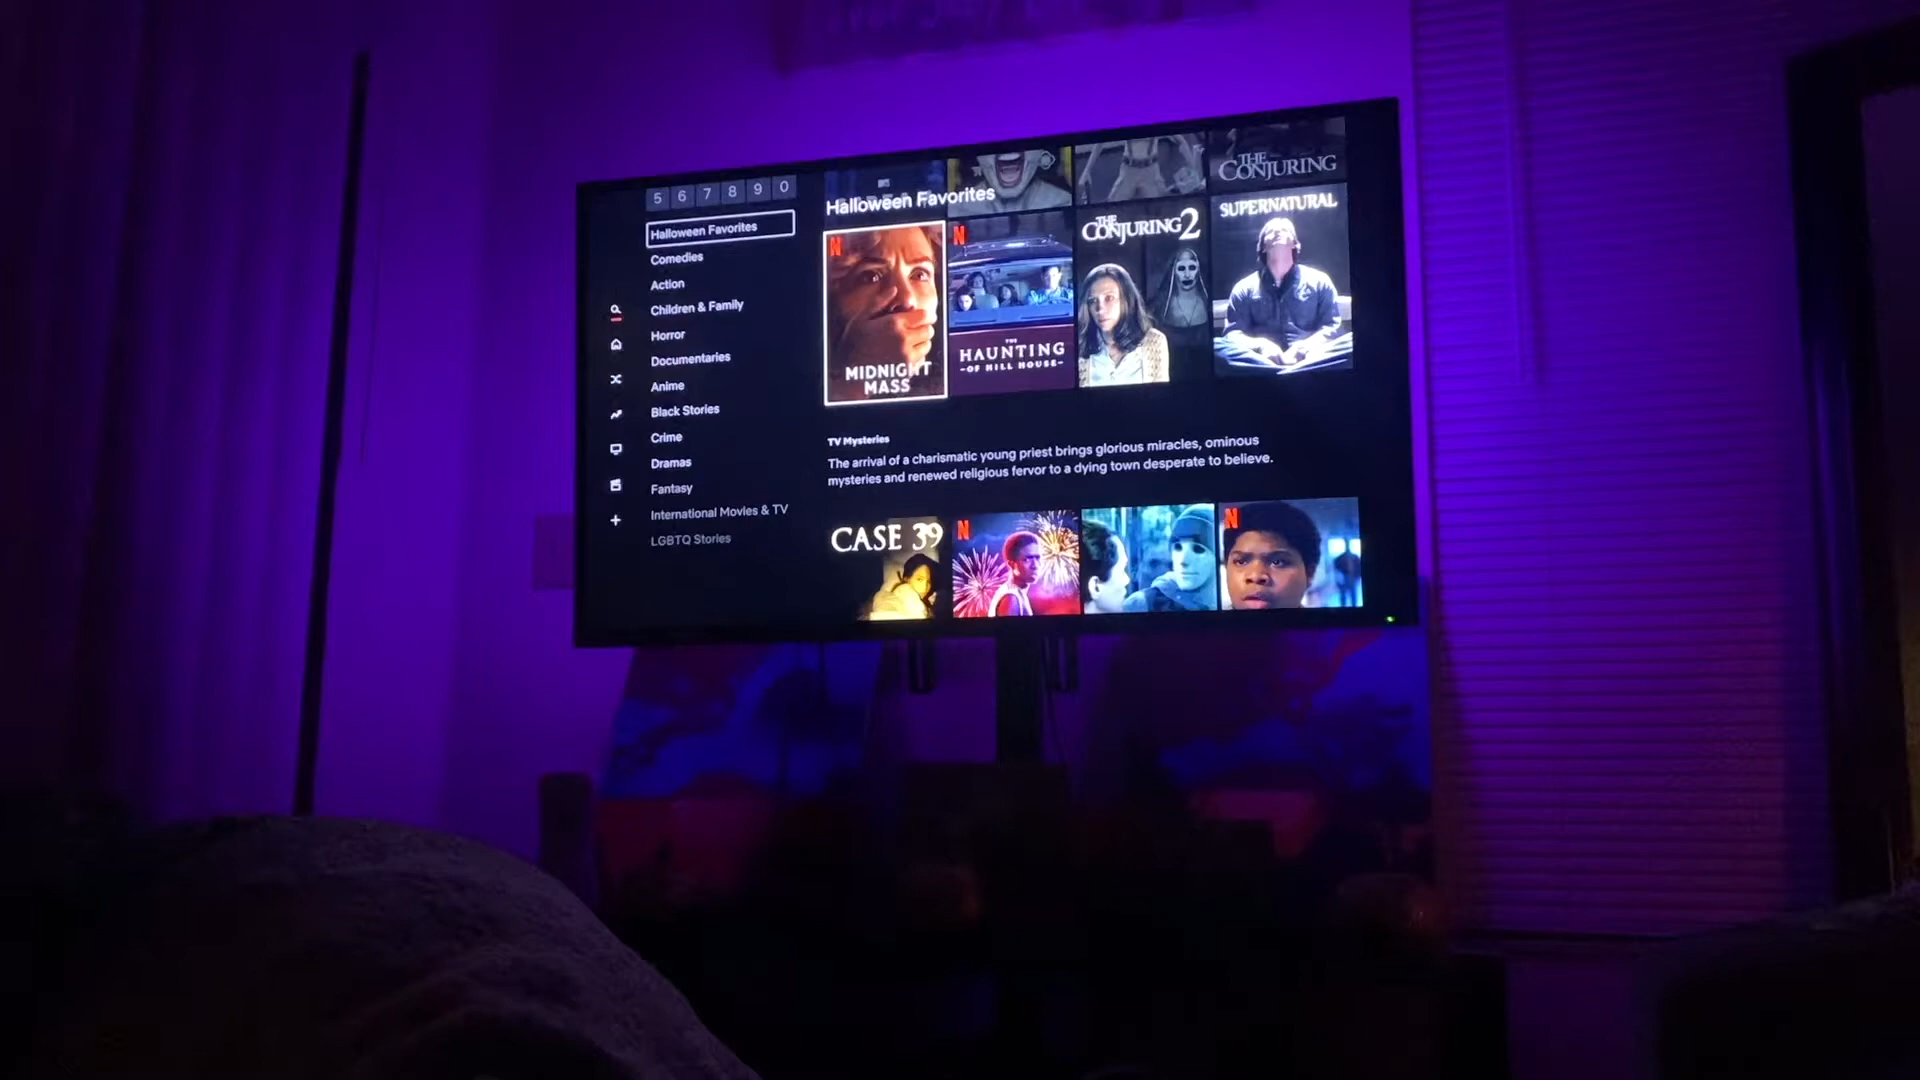 5 6 7 8 9 0
Halloween Favorites
Comedies
Action
Children & Family
Horror
Documentaries
Anime
Black Stories
Crime
Dramas
Fantasy
International Movies & TV
LGBTQ Stories
THE
CONJURING
Halloween Favorites
N
MIDNIGHT
MASS
N
THE
HAUNTING
-OF HILL HOUSE-
THE
CONJURING 2
SUPERNATURAL
TV Mysteries
The arrival of a charismatic young priest brings glorious miracles, ominous
mysteries and renewed religious fervor to a dying town desperate to believe.
CASE 39
N
N